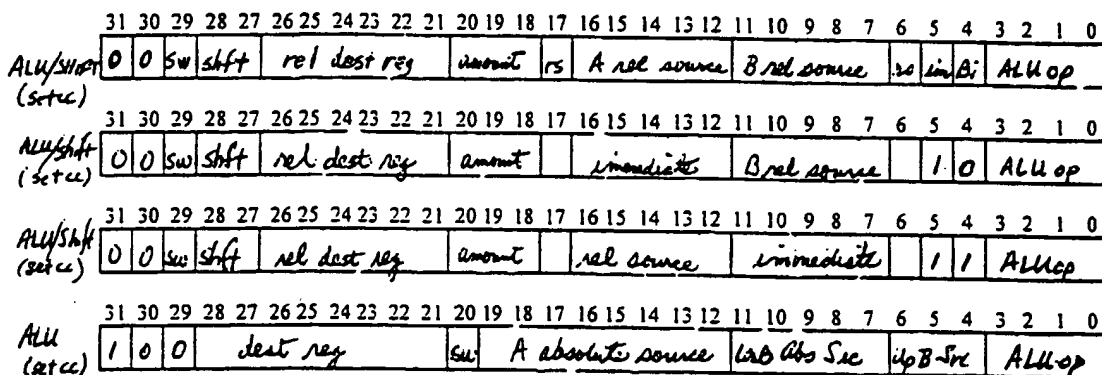 31 30 29 28 27 26 25 24 23 22 21 20 19 18 17 16 15 14 13 12 11 10 9 8 7 6 5 4 3 2 1 0
ALU/Shift 0 0 sw shft rel dest reg amount rs A rel source B rel source im Bi ALU op
(setcc)
31 30 29 28 27 26 25 24 23 22 21 20 19 18 17 16 15 14 13 12 11 10 9 8 7 6 5 4 3 2 1 0
ALU/Shft 0 0 sw shft rel dest reg amount immediate B rel source 1 0 ALU op
(setcc)
31 30 29 28 27 26 25 24 23 22 21 20 19 18 17 16 15 14 13 12 11 10 9 8 7 6 5 4 3 2 1 0
ALU/Shft 0 0 sw shft rel dest reg amount rel source immediate 1 1 ALU op
(setcc)
31 30 29 28 27 26 25 24 23 22 21 20 19 18 17 16 15 14 13 12 11 10 9 8 7 6 5 4 3 2 1 0
ALU 1 0 0 dest reg sw A absolute source B Abs Src B-Src ALU-op
(setcc)